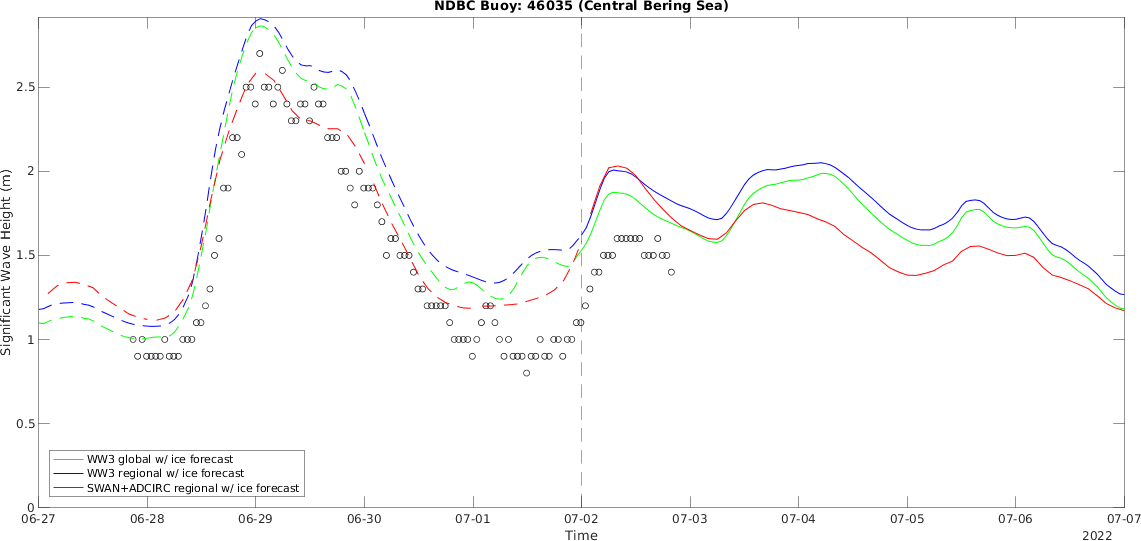 NDBC Buoy: 46035 (Central Bering Sea)
Significant Wave Height (m)
2.5
2
1.5
1
0.5
0
WW3 global w/ ice forecast
WW3 regional w/ ice forecast
SWAN+ADCIRC regional w/ ice forecast
06-27 06-28 06-29 06-30 07-01 07-02 07-03 07-04 07-05 07-06 07-07
Time
2022